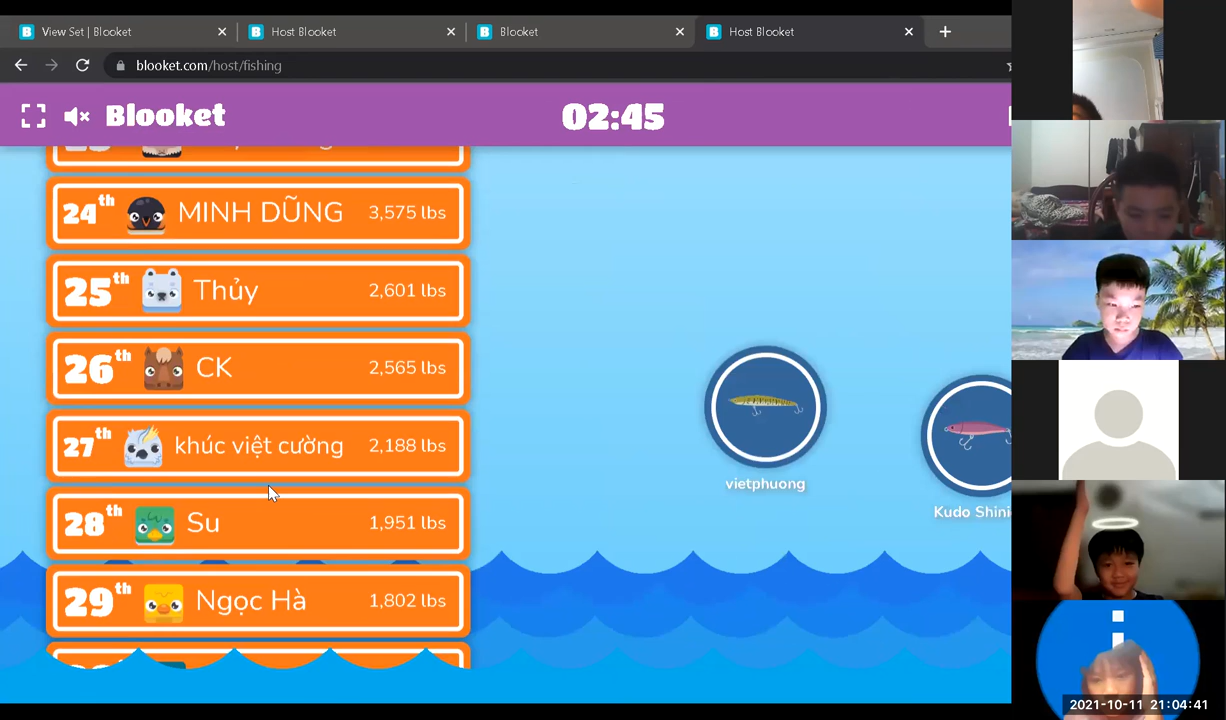 View Set | Blooket
Host Blooket
Blooket
Host Blooket
blooket.com/host/fishing
Blooket
02:45
24th MINH DŨNG 3,575 lbs
25th Thủy 2,601 lbs
26th CK 2,565 lbs
27th khúc việt cường 2,188 lbs
28th Su 1,951 lbs
29th Ngọc Hà 1,802 lbs
vietphuong
Kudo Shini
2021-10-11 21:04:41